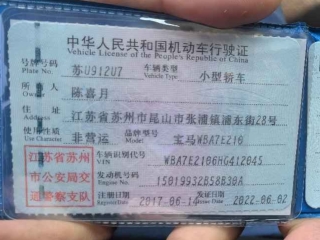 中华人民共和国机动车行驶证
Vehicle License of the People's Republic of China
号牌号码 苏U912U7 车辆类型 小型轿车
Plate No. Vehicle Type
所有人 陈喜月
Owner
住址 江苏省苏州市昆山市张浦镇浦东街28号
Address
使用性质 非营运 品牌型号 宝马WBA7E210
Use Character Model
江苏省苏州
市公安局交
通警察支队
车辆识别代号 WBA7E2106HG412045
VIN
发动机号码 15019932B58B30A
Engine No.
注册日期 2017-06-14 发证日期 2022-06-02